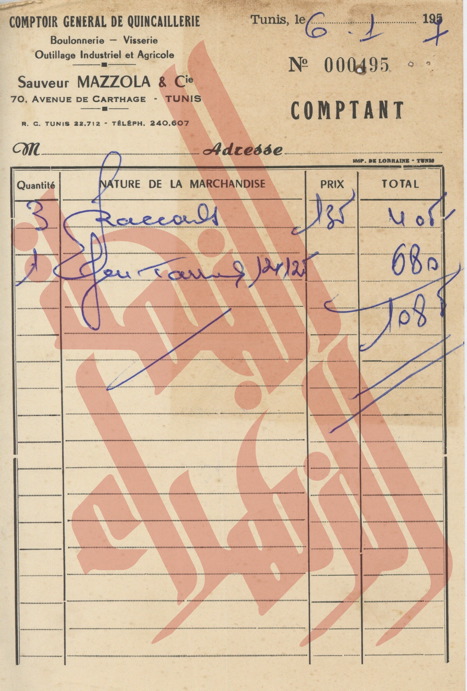 COMPTOIR GENERAL DE QUINCAILLERIE
Boulonnerie — Visserie
Outillage Industriel et Agricole
Sauveur MAZZOLA & Cie
70, AVENUE DE CARTHAGE - TUNIS
R. C. TUNIS 22.712 - TÉLÉPH. 240,607
Tunis, le 6 1 1957
No 000495
COMPTANT
M Adresse
IMP. DE LORRAINE - TUNIS
Quantité NATURE DE LA MARCHANDISE PRIX TOTAL
3 Raccords 135 405
1 680
1085